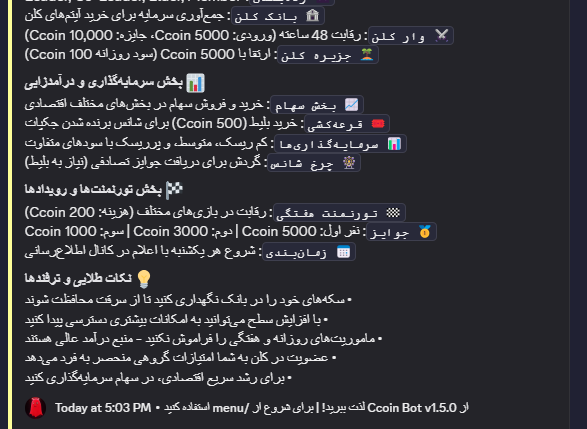 🏦 بانک کلن : جمع‌آوری سرمایه برای خرید آیتم‌های کلن
⚔️ وار کلن : رقابت 48 ساعته (ورودی: 5000 Ccoin، جایزه: 10,000 Ccoin)
🏝️ جزیره کلن : ارتقا با 5000 Ccoin (سود روزانه 100 Ccoin)
📊 بخش سرمایه‌گذاری و درآمدزایی
📈 بخش سهام : خرید و فروش سهام در بخش‌های مختلف اقتصادی
🎟️ قرعه‌کشی : خرید بلیط (500 Ccoin) برای شانس برنده شدن جکپات
📊 سرمایه‌گذاری‌ها : کم ریسک، متوسط، و پرریسک با سودهای متفاوت
🎡 چرخ شانس : گردش برای دریافت جوایز تصادفی (نیاز به بلیط)
🏁 بخش تورنمنت‌ها و رویدادها
🏁 تورنمنت هفتگی : رقابت در بازی‌های مختلف (هزینه: 200 Ccoin)
🥇 جوایز : نفر اول: 5000 Ccoin | دوم: 3000 Ccoin | سوم: 1000 Ccoin
📅 زمان‌بندی : شروع هر یکشنبه با اعلام در کانال اطلاع‌رسانی
💡 نکات طلایی و ترفندها
• سکه‌های خود را در بانک نگهداری کنید تا از سرقت محافظت شوند
• با افزایش سطح می‌توانید به امکانات بیشتری دسترسی پیدا کنید
• ماموریت‌های روزانه و هفتگی را فراموش نکنید - منبع درآمد عالی هستند
• عضویت در کلن به شما امتیازات گروهی منحصر به فرد می‌دهد
• برای رشد سریع اقتصادی، در سهام سرمایه‌گذاری کنید
از Ccoin Bot v1.5.0 لذت ببرید! | برای شروع از /menu استفاده کنید • Today at 5:03 PM